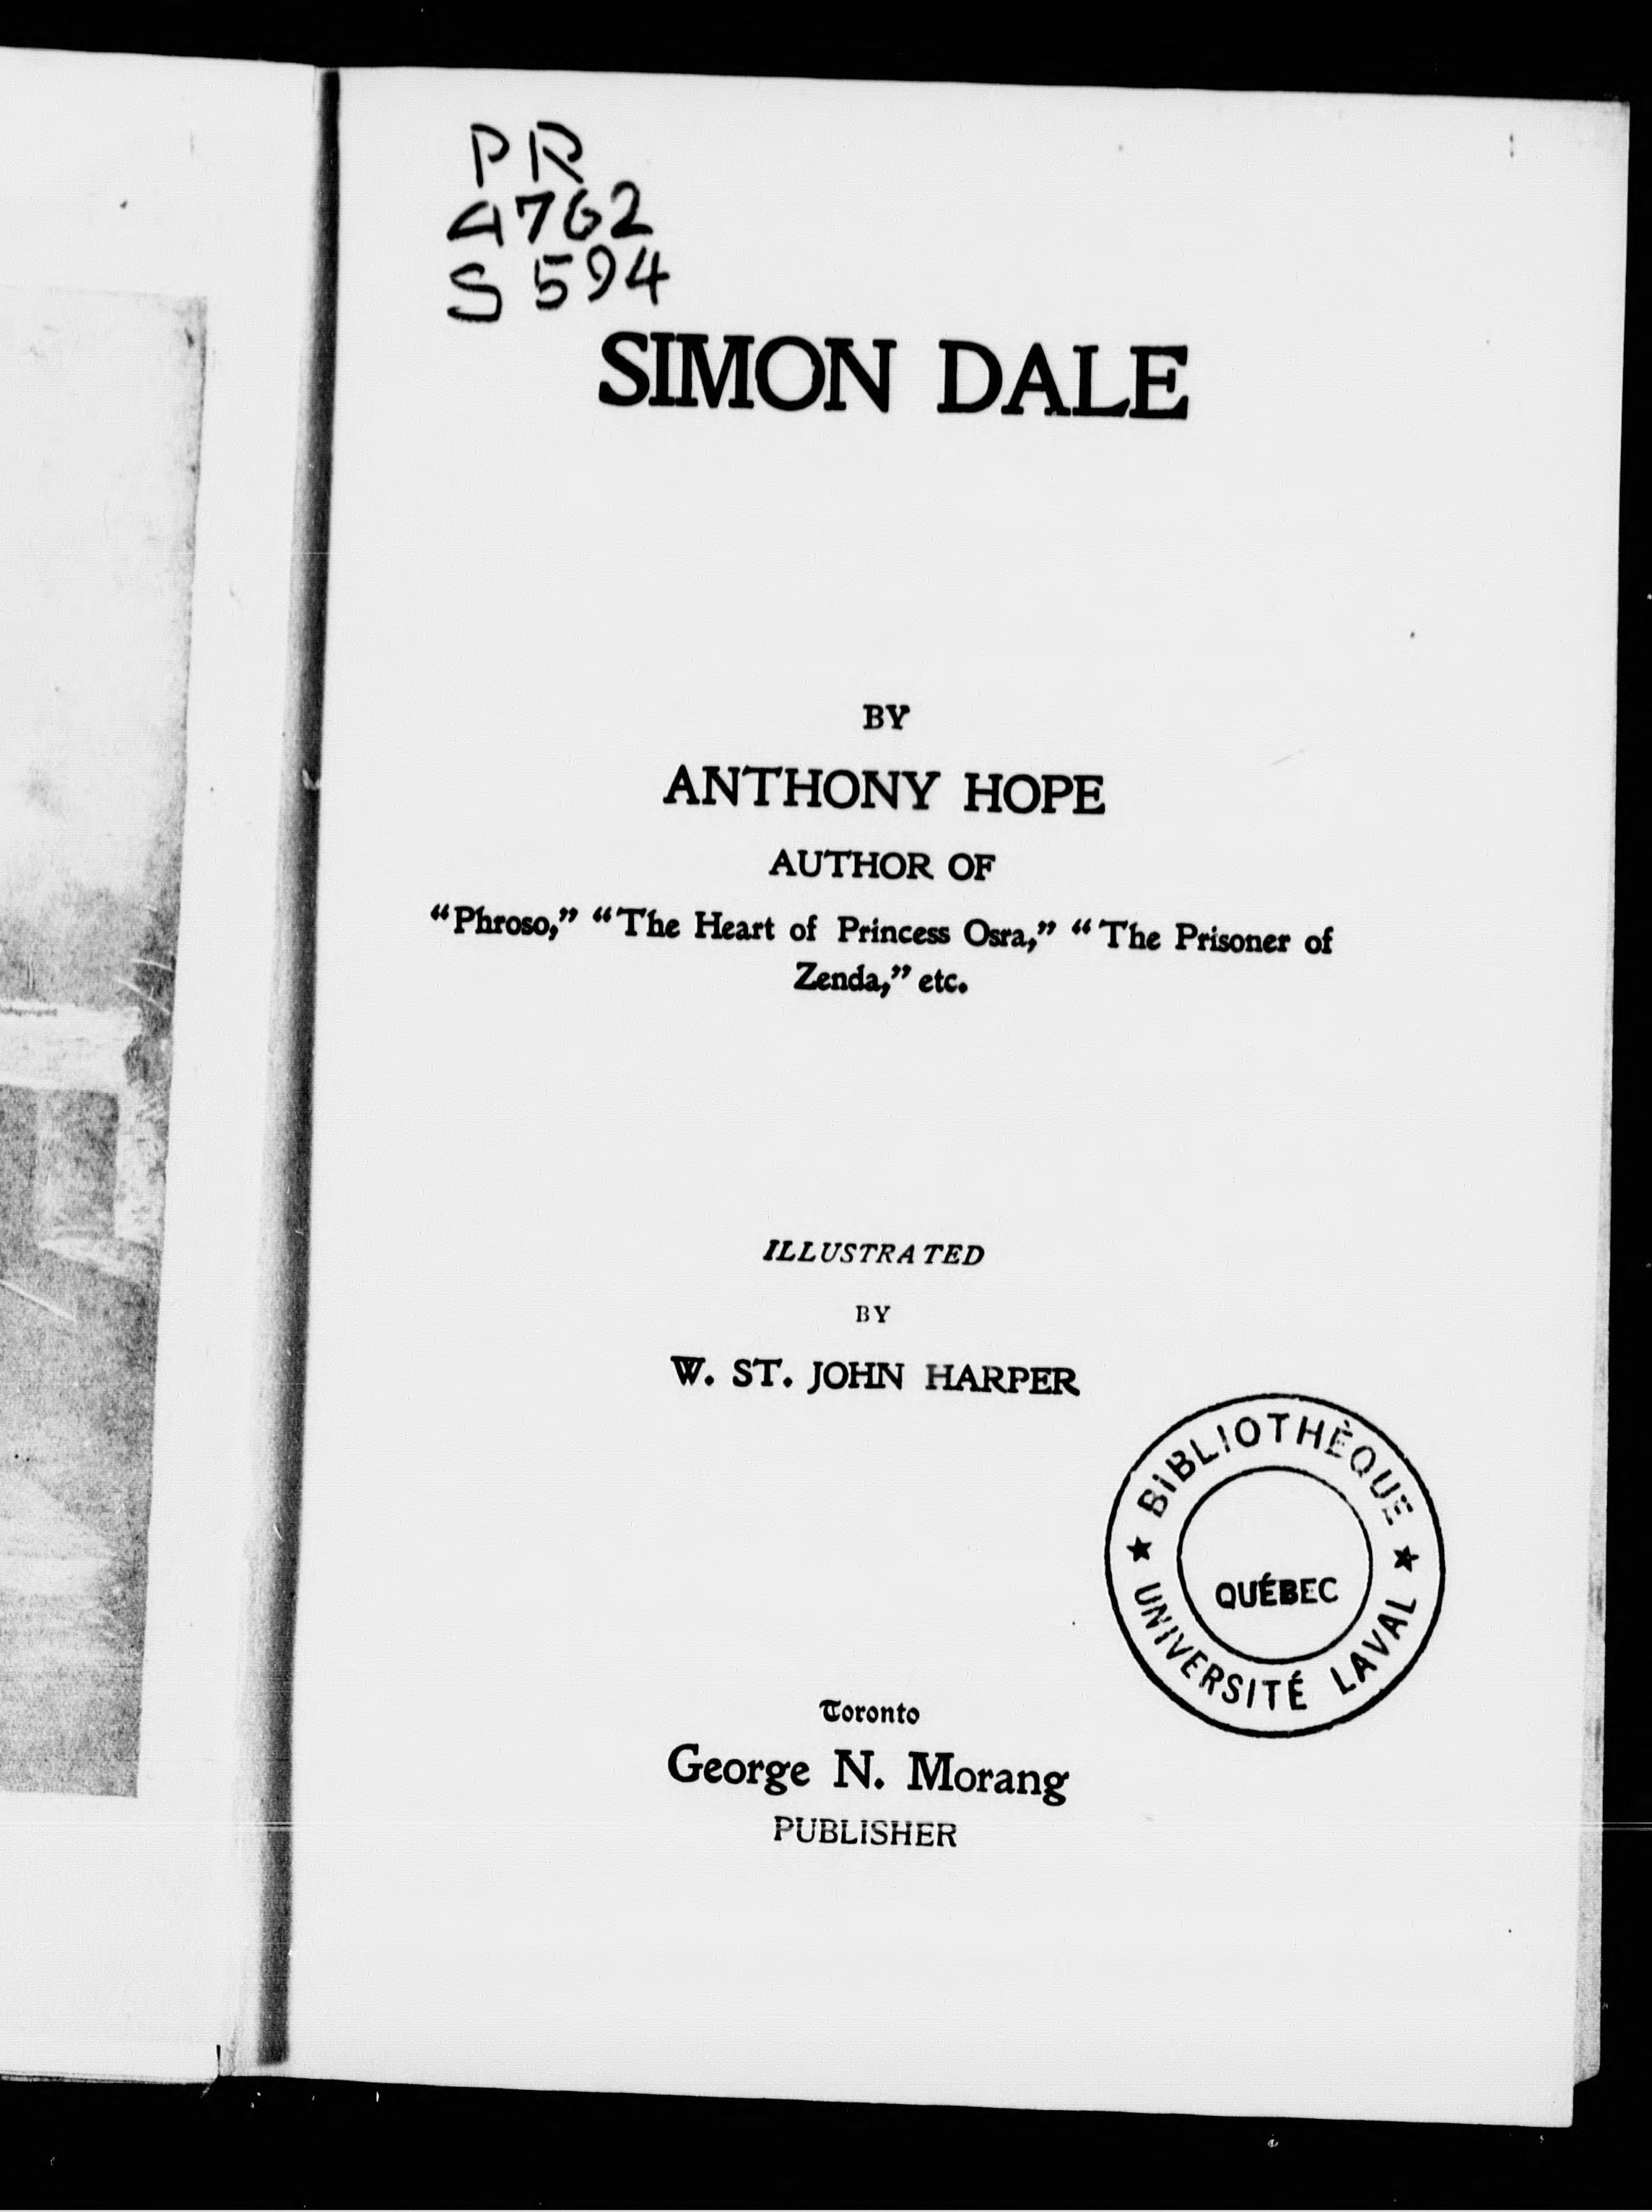 PR
4762
S594
SIMON DALE
BY
ANTHONY HOPE
AUTHOR OF
“Phroso,” “The Heart of Princess Osra,” “The Prisoner of
Zenda,” etc.
ILLUSTRATED
BY
W. ST. JOHN HARPER
BIBLIOTHÈQUE
QUÉBEC
UNIVERSITÉ LAVAL
Toronto
George N. Morang
PUBLISHER